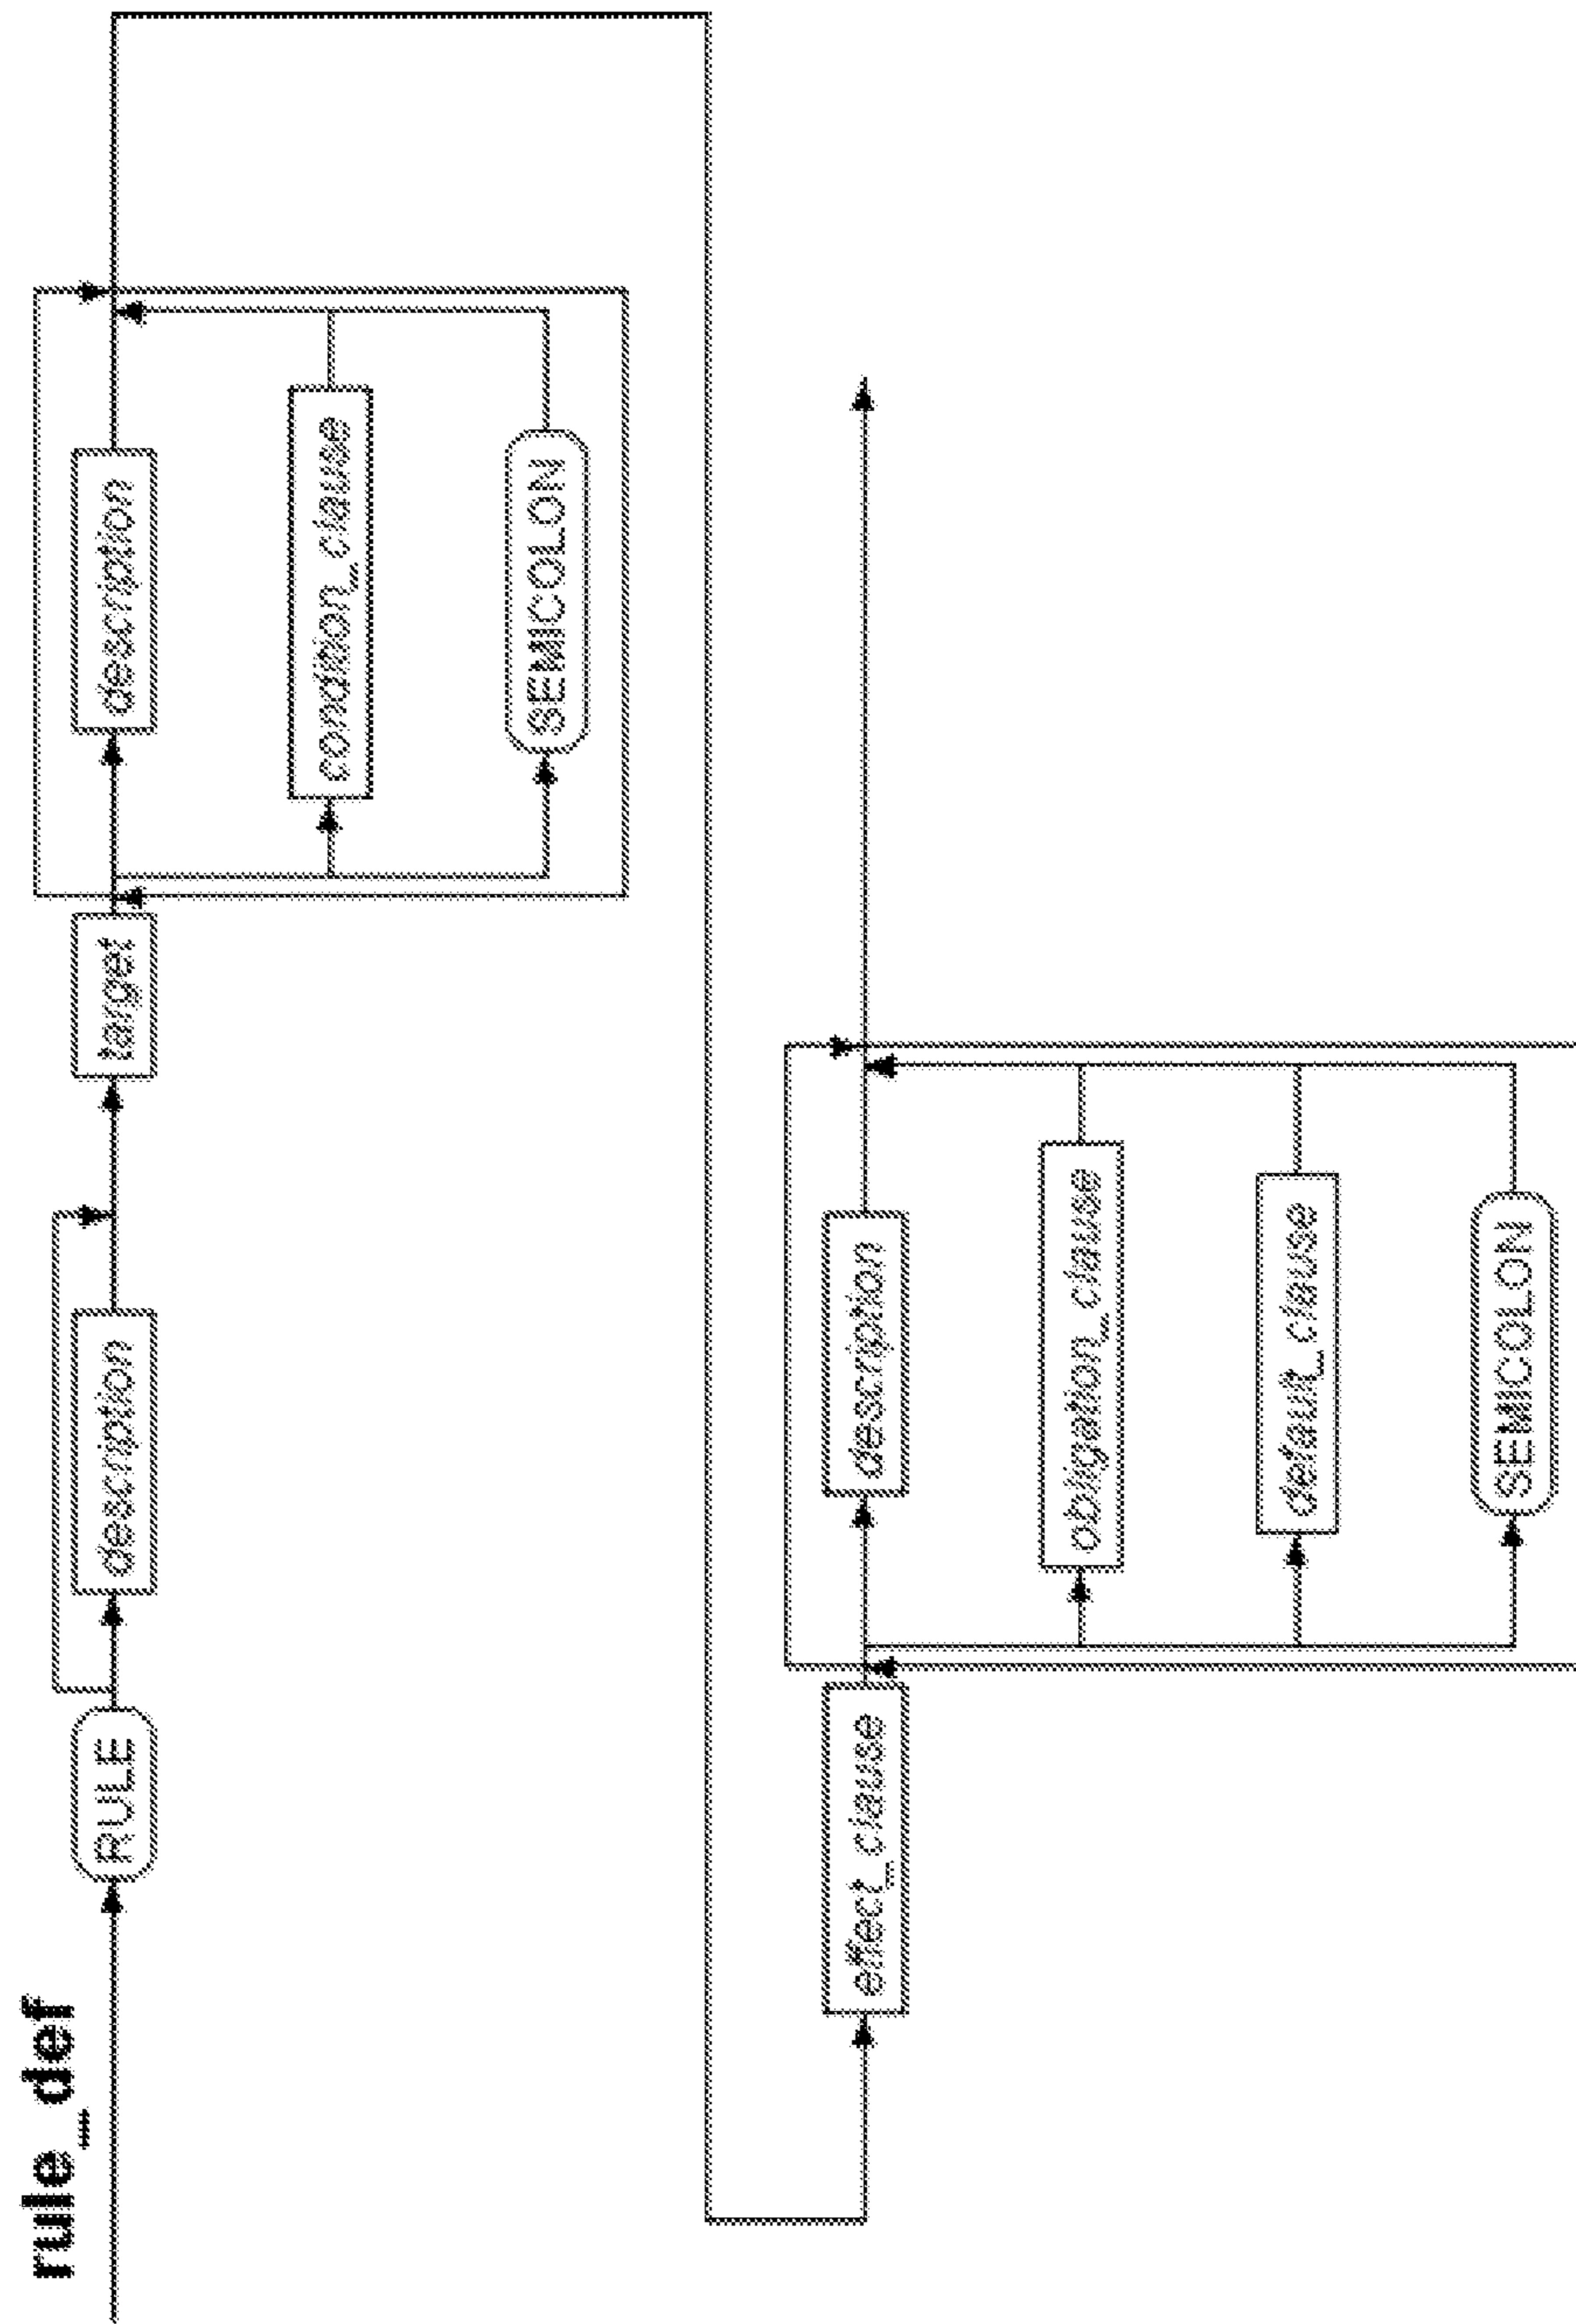 rule_def
RULE
description
target
description
condition_clause
SEMICOLON
effect_clause
description
obligation_clause
default_clause
SEMICOLON